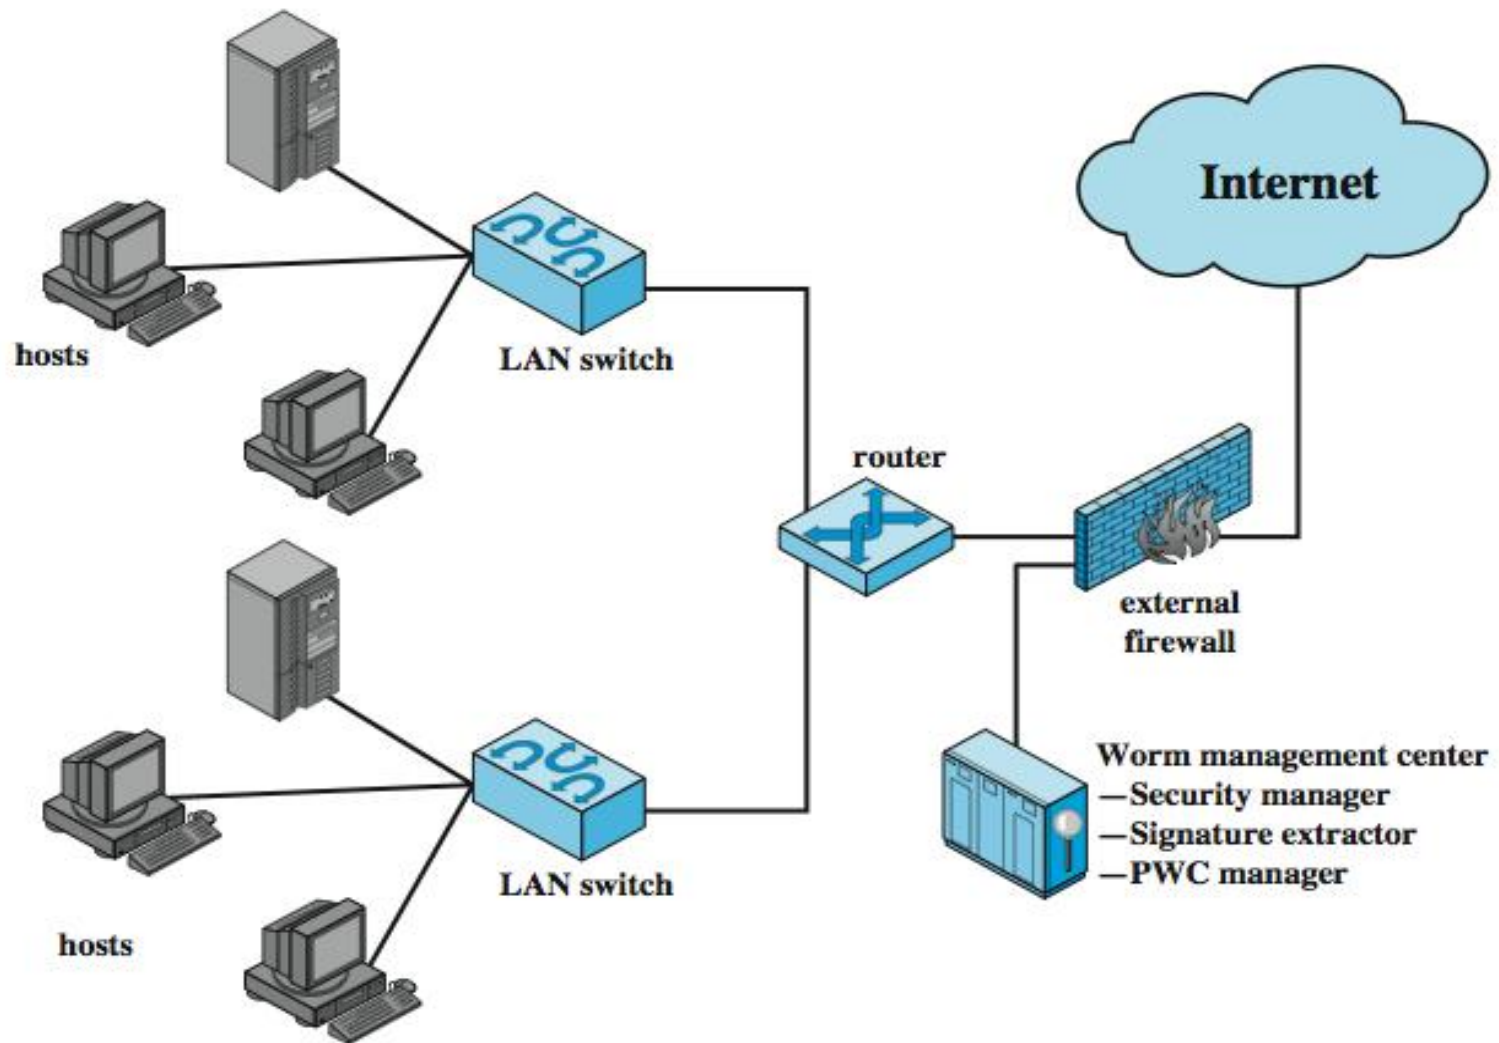 Internet
hosts
LAN switch
router
external
firewall
Worm management center
—Security manager
—Signature extractor
—PWC manager
LAN switch
hosts